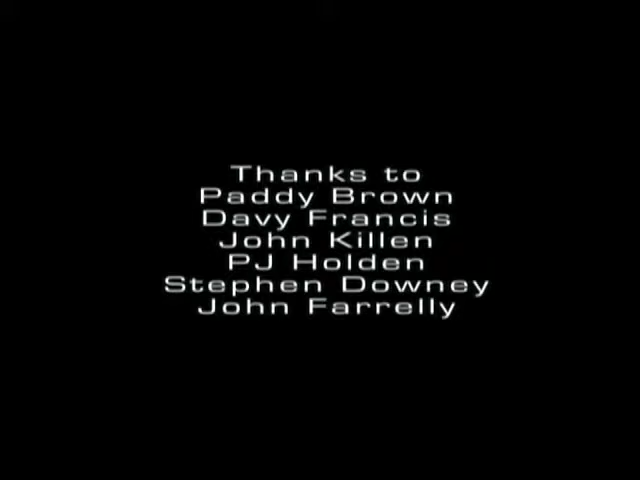 Thanks to
Paddy Brown
Davy Francis
John Killen
PJ Holden
Stephen Downey
John Farrelly